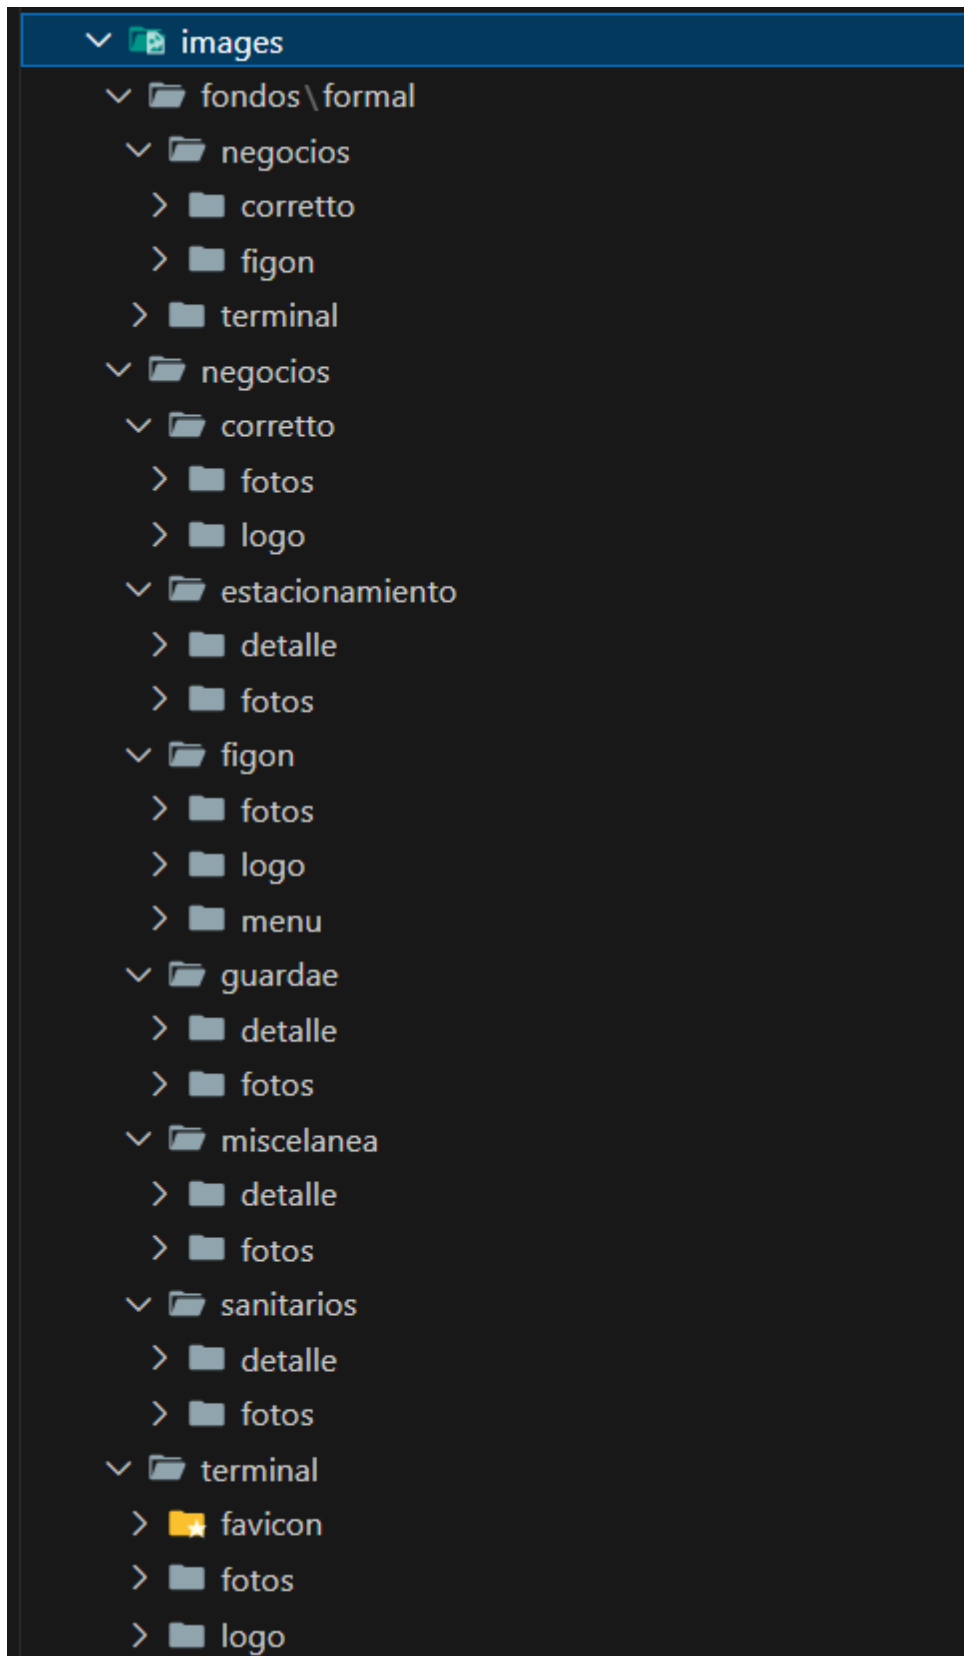 images
fondos\formal
negocios
corretto
figon
terminal
negocios
corretto
fotos
logo
estacionamiento
detalle
fotos
figon
fotos
logo
menu
guardae
detalle
fotos
miscelanea
detalle
fotos
sanitarios
detalle
fotos
terminal
favicon
fotos
logo